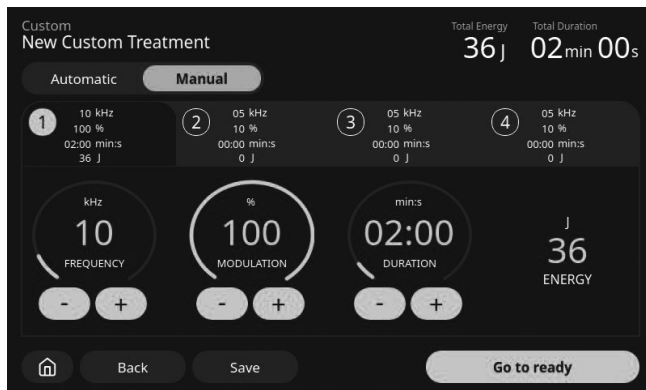 Custom
New Custom Treatment
Total Energy
36 J
Total Duration
02 min 00 s
Automatic
Manual
1
10 kHz
100 %
02:00 min:s
36 J
2
05 kHz
10 %
00:00 min:s
0 J
3
05 kHz
10 %
00:00 min:s
0 J
4
05 kHz
10 %
00:00 min:s
0 J
kHz
10
FREQUENCY
- +
%
100
MODULATION
- +
min:s
02:00
DURATION
- +
J
36
ENERGY
Back
Save
Go to ready